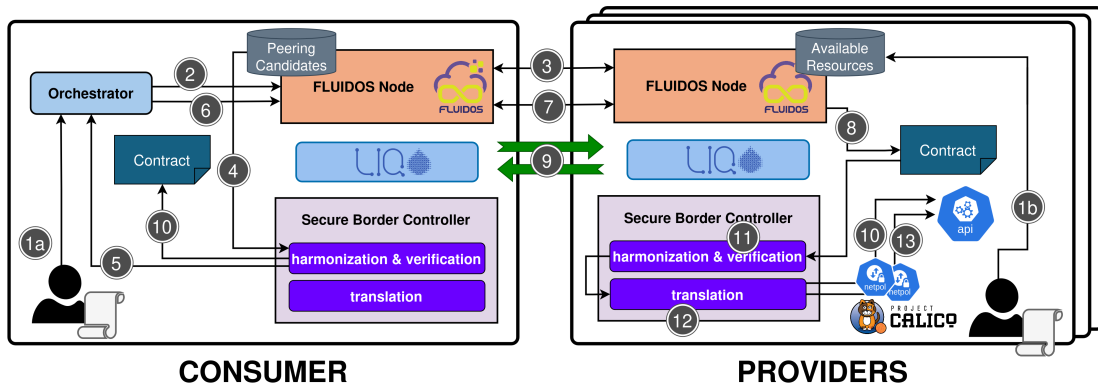 Peering
Candidates
Available
Resources
Orchestrator
2
6
FLUIDOS Node
FLUIDOS
3
7
FLUIDOS Node
FLUIDOS
8
Contract
4
LIQ
9
LIQ
Contract
1a
10
5
Secure Border Controller
harmonization & verification
translation
Secure Border Controller
11
harmonization & verification
translation
12
10
13
api
1b
netpol
netpol
PROJECT
CALICO
CONSUMER
PROVIDERS